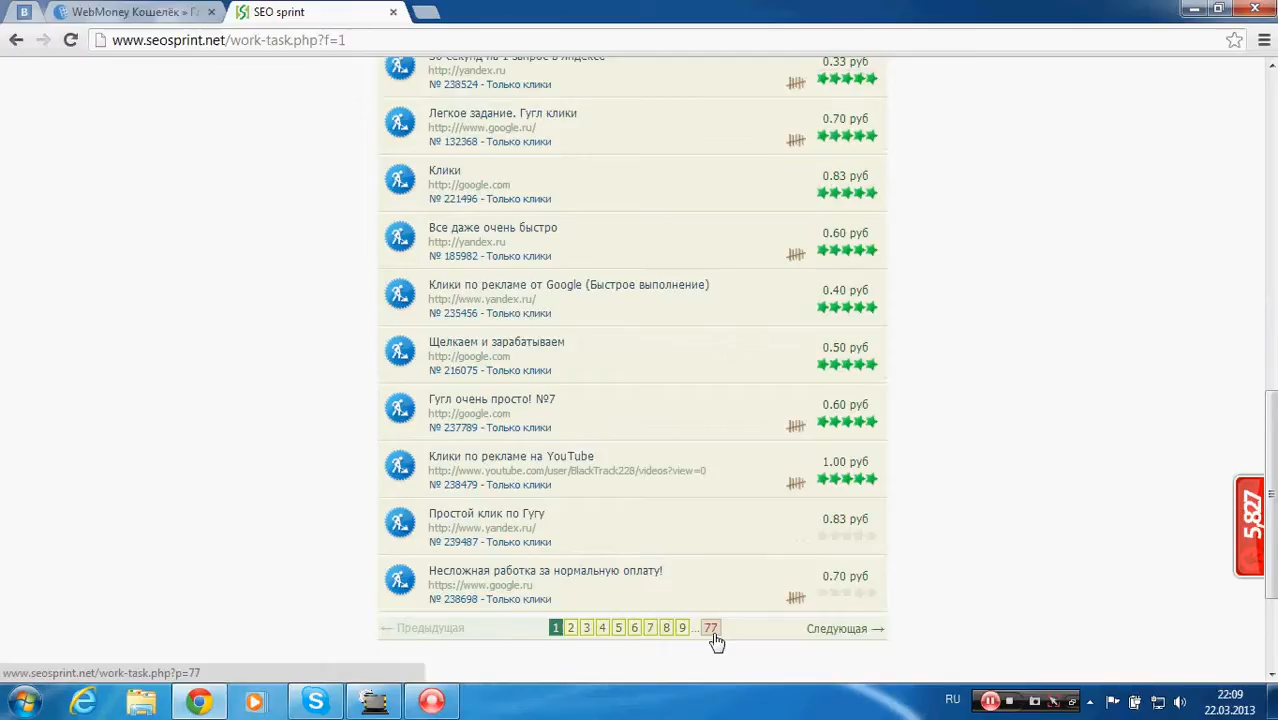 WebMoney Кошелёк » Г
SEO sprint
www.seosprint.net/work-task.php?f=1
30 секунд на 1 запрос в Яндексе
0.33 руб
http://yandex.ru
№ 238524 - Только клики
Легкое задание. Гугл клики
0.70 руб
http://www.google.ru/
№ 132368 - Только клики
Клики
0.83 руб
http://google.com
№ 221496 - Только клики
Все даже очень быстро
0.60 руб
http://yandex.ru
№ 185982 - Только клики
Клики по рекламе от Google (Быстрое выполнение)
0.40 руб
http://www.yandex.ru/
№ 235456 - Только клики
Щелкаем и зарабатываем
0.50 руб
http://google.com
№ 216075 - Только клики
Гугл очень просто! №7
0.60 руб
http://google.com
№ 237789 - Только клики
Клики по рекламе на YouTube
1.00 руб
http://www.youtube.com/user/BlackTrack228/videos?view=0
№ 238479 - Только клики
Простой клик по Гугу
0.83 руб
http://www.yandex.ru/
№ 239487 - Только клики
Несложная работка за нормальную оплату!
0.70 руб
https://www.google.ru
№ 238698 - Только клики
5,827
← Предыдущая 1 2 3 4 5 6 7 8 9 ... 77 Следующая →
www.seosprint.net/work-task.php?p=77
RU
22:09
22.03.2013